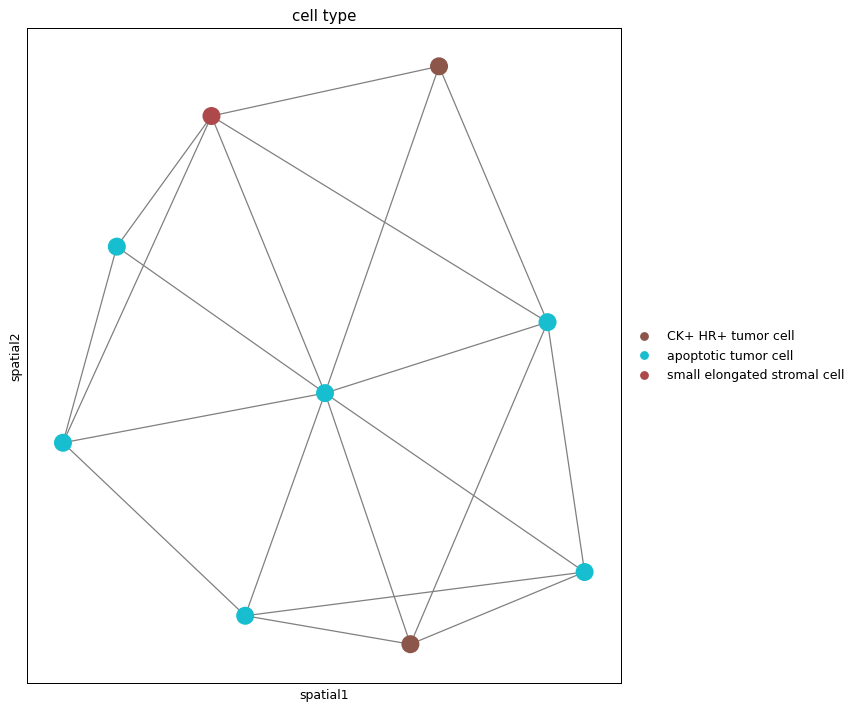 cell type
spatial2
CK+ HR+ tumor cell
apoptotic tumor cell
small elongated stromal cell
spatial1